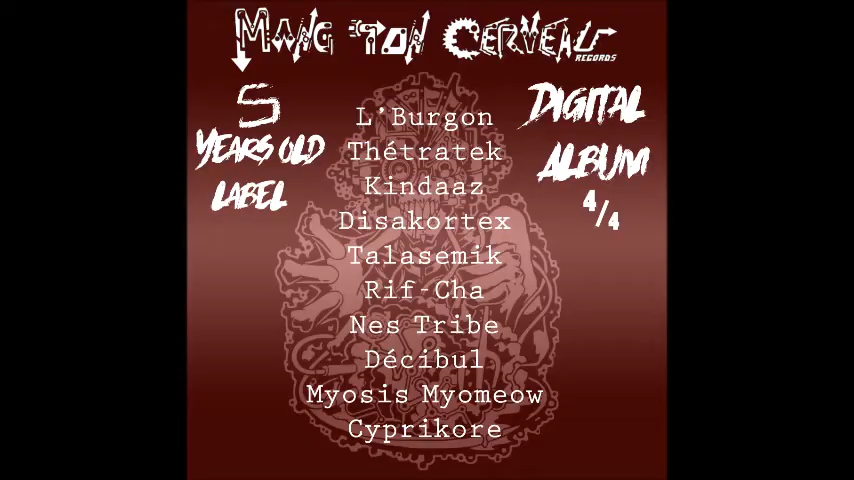 MANG TON CERVEAU
RECORDS
5
YEARS OLD
LABEL
DIGITAL
ALBUM
4/4
L'Burgon
Thétratek
Kindaaz
Disakortex
Talasemik
Rif-Cha
Nes Tribe
Décibul
Myosis Myomeow
Cyprikore